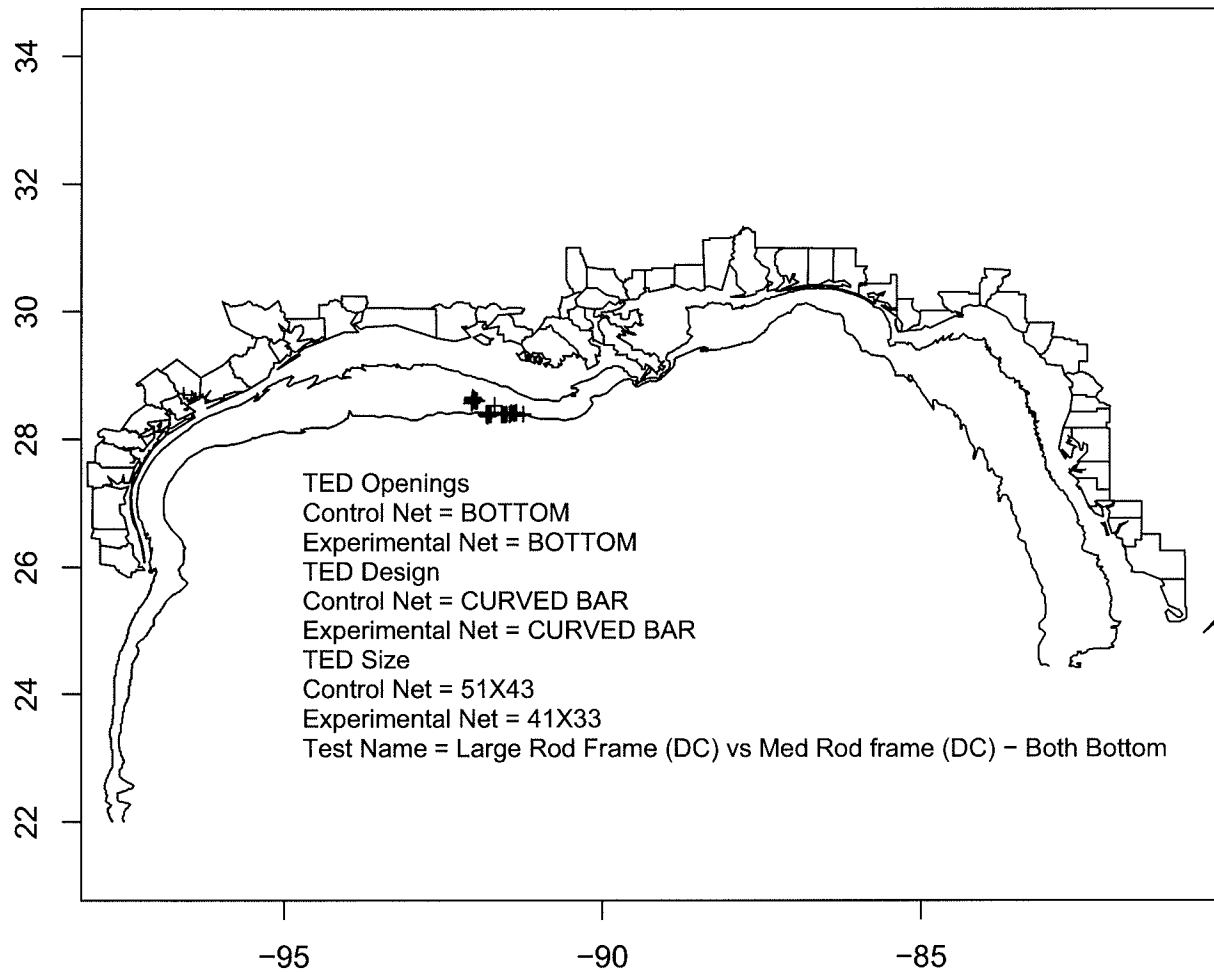 34
32
30
28
26
24
22
TED Openings
Control Net = BOTTOM
Experimental Net = BOTTOM
TED Design
Control Net = CURVED BAR
Experimental Net = CURVED BAR
TED Size
Control Net = 51X43
Experimental Net = 41X33
Test Name = Large Rod Frame (DC) vs Med Rod frame (DC) − Both Bottom
−95 −90 −85